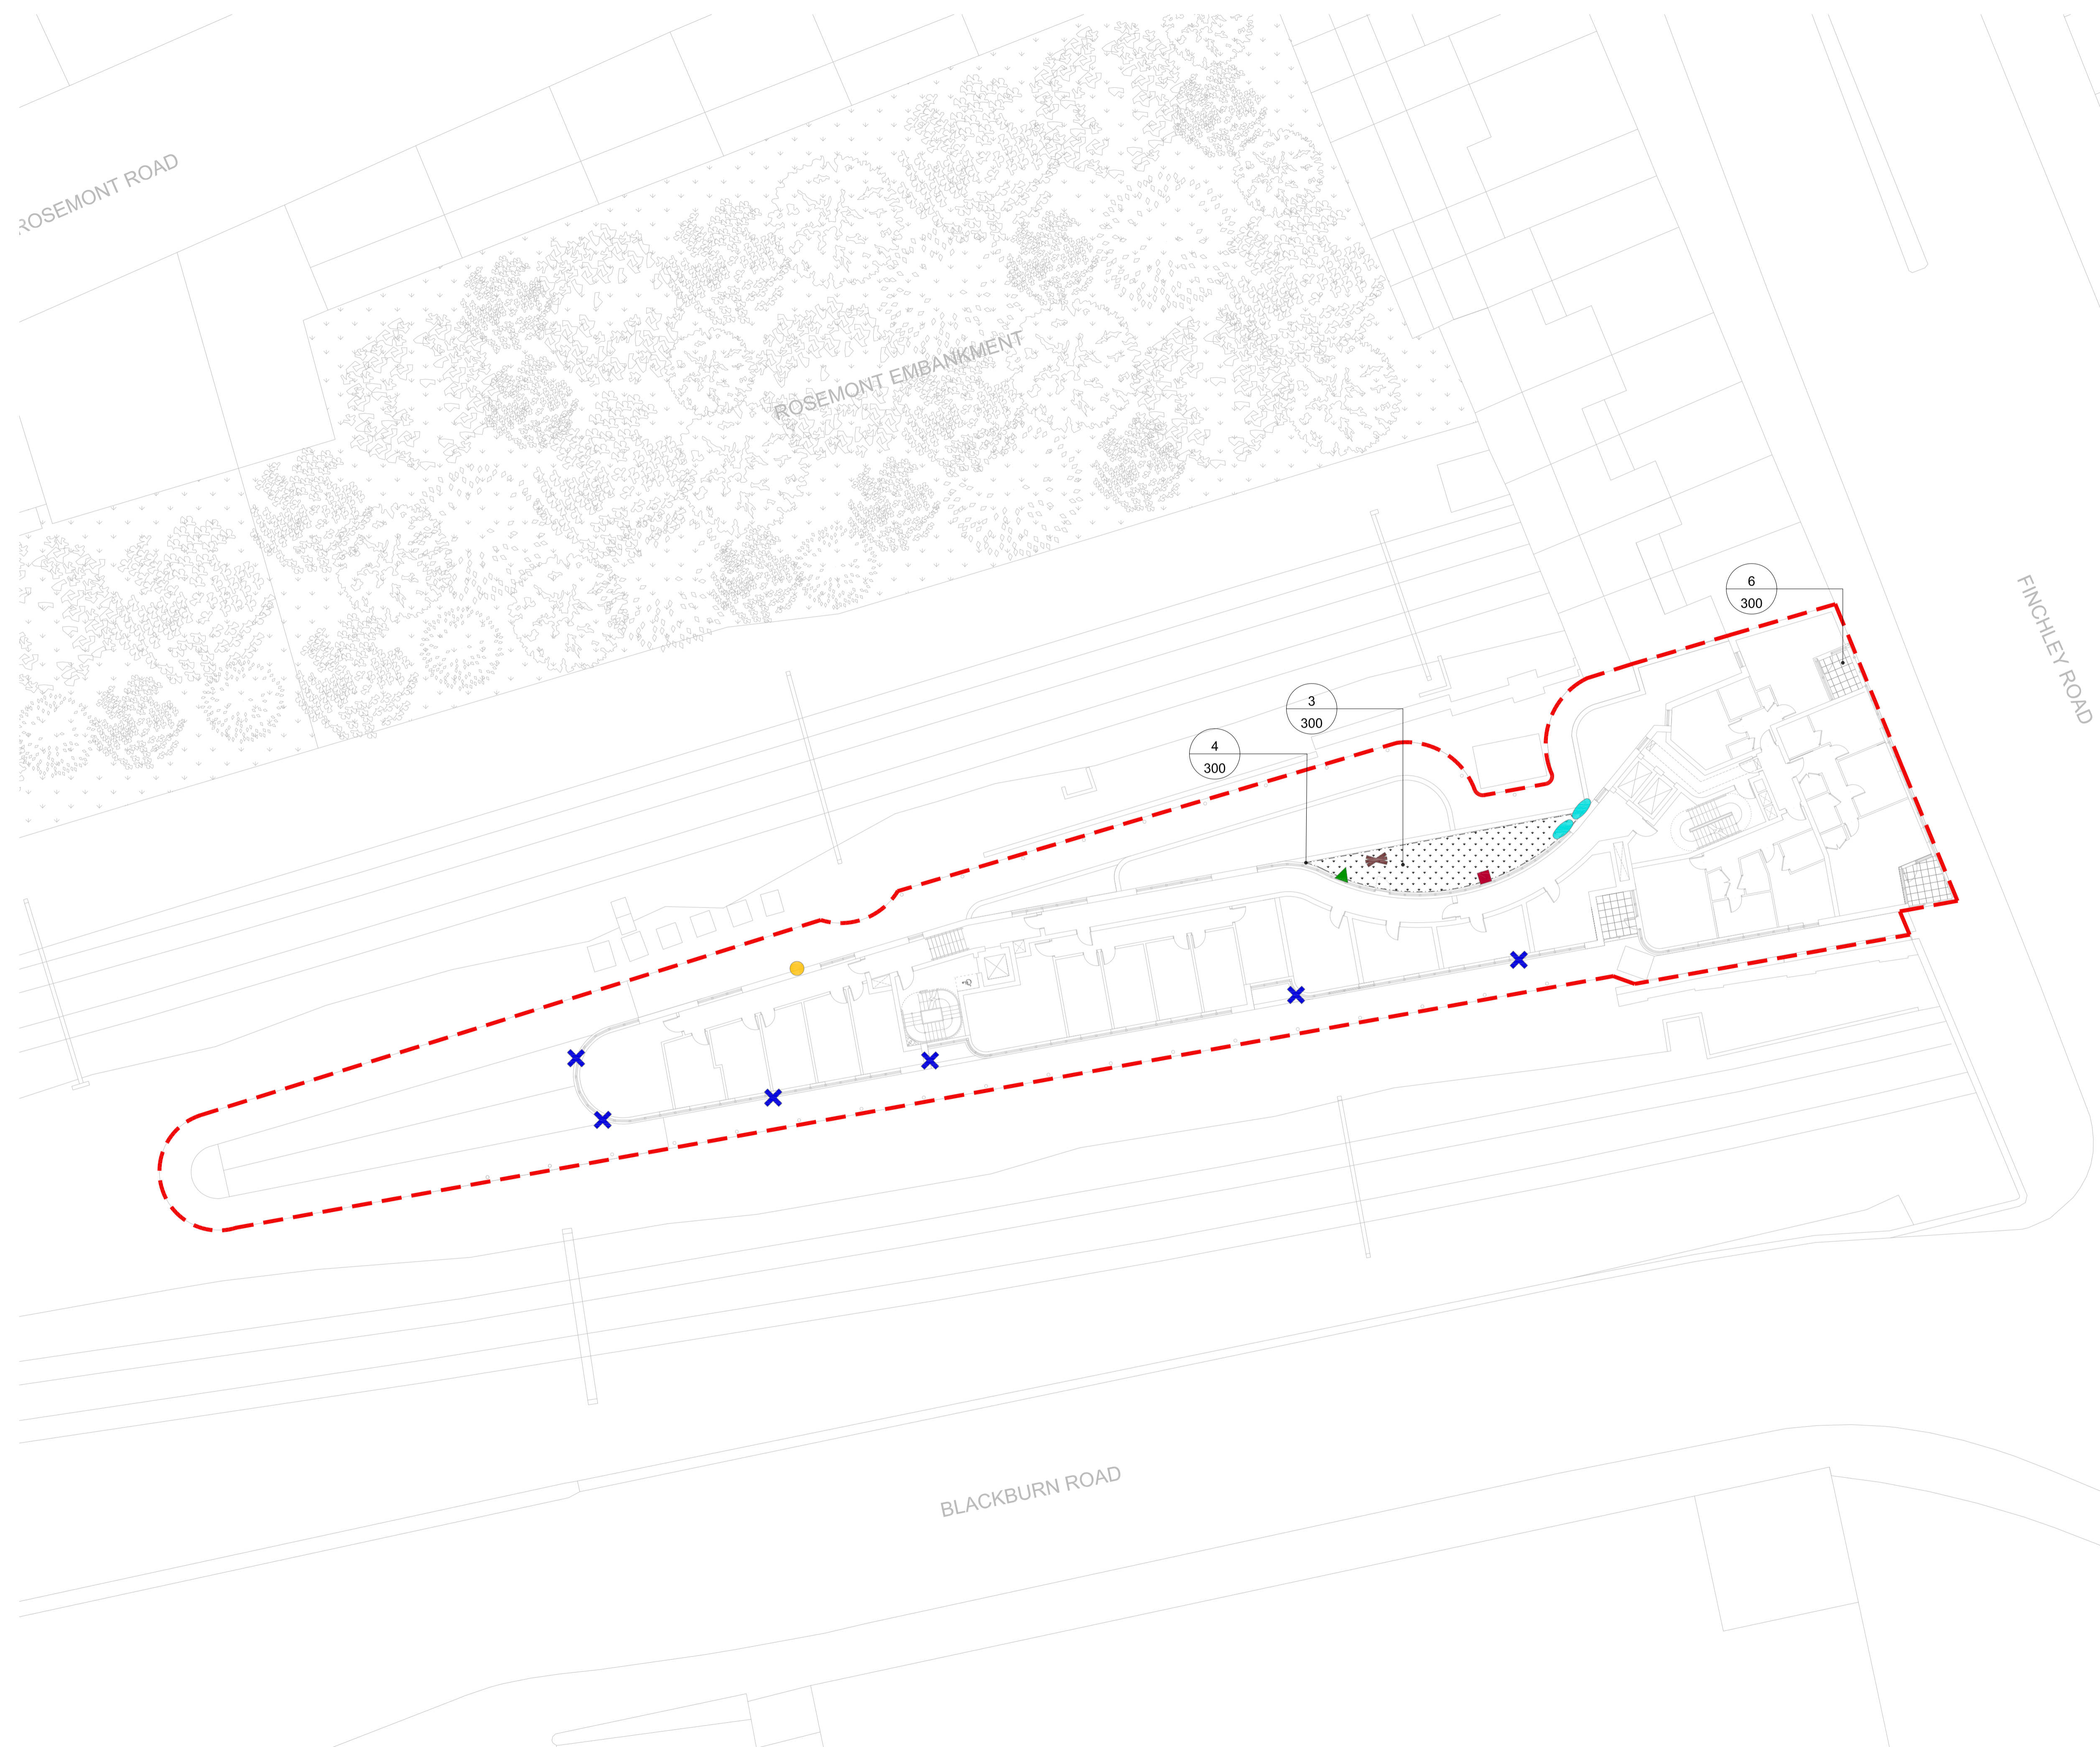 ROSEMONT ROAD
ROSEMONT EMBANKMENT
6
300
FINCHLEY ROAD
3
300
4
300
BLACKBURN ROAD